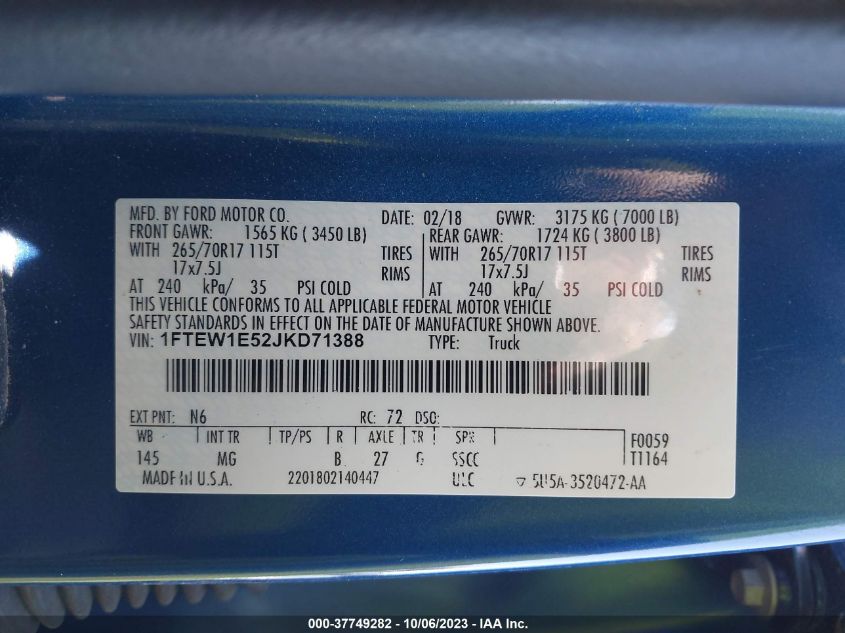 MFD. BY FORD MOTOR CO. DATE: 02/18 GVWR: 3175 KG ( 7000 LB)
FRONT GAWR: 1565 KG ( 3450 LB) REAR GAWR: 1724 KG ( 3800 LB)
WITH 265/70R17 115T TIRES WITH 265/70R17 115T TIRES
17x7.5J RIMS 17x7.5J RIMS
AT 240 kPa/ 35 PSI COLD AT 240 kPa/ 35 PSI COLD
THIS VEHICLE CONFORMS TO ALL APPLICABLE FEDERAL MOTOR VEHICLE
SAFETY STANDARDS IN EFFECT ON THE DATE OF MANUFACTURE SHOWN ABOVE.
VIN: 1FTEW1E52JKD71388 TYPE: Truck
EXT PNT: N6 RC: 72 DSO:
WB INT TR TP/PS R AXLE TR SPR F0059
145 MG B 27 G SSCC T1164
MADE IN U.S.A. 2201802140447 ULC 5U5A-3520472-AA
000-37749282 - 10/06/2023 - IAA Inc.